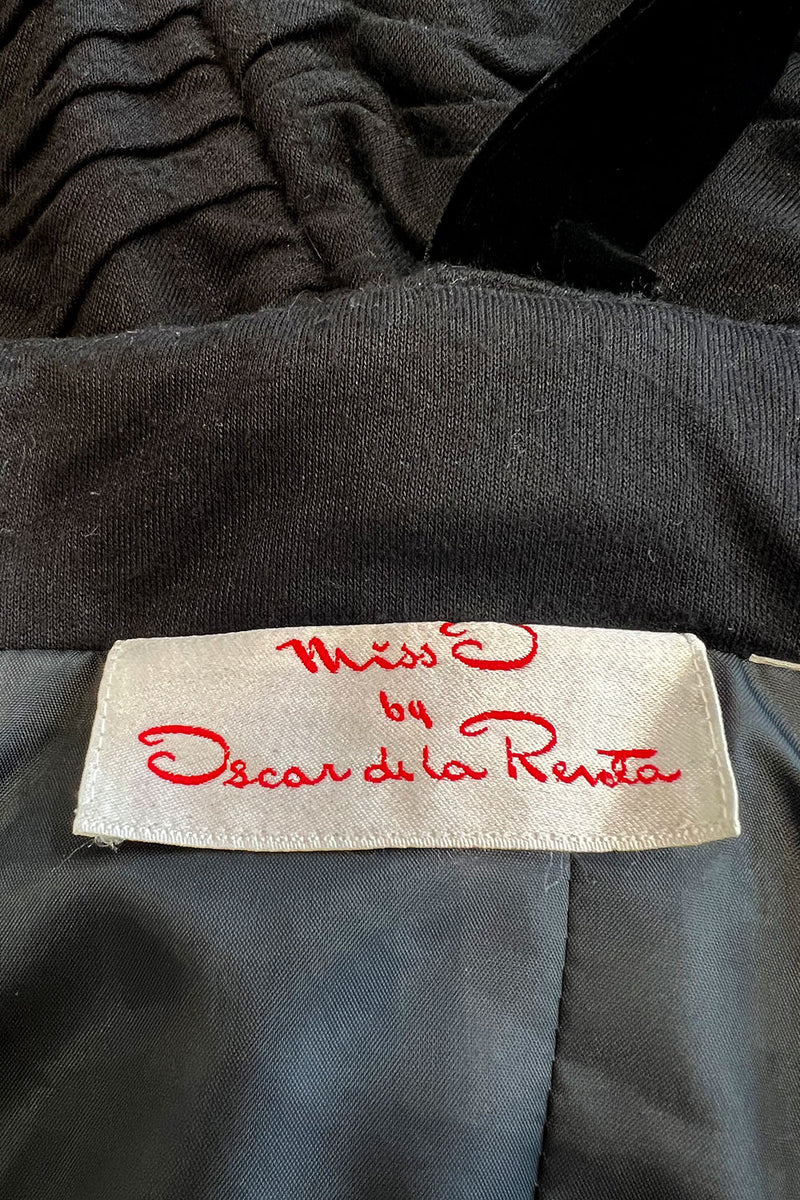 Miss O
by
Oscar de la Renta